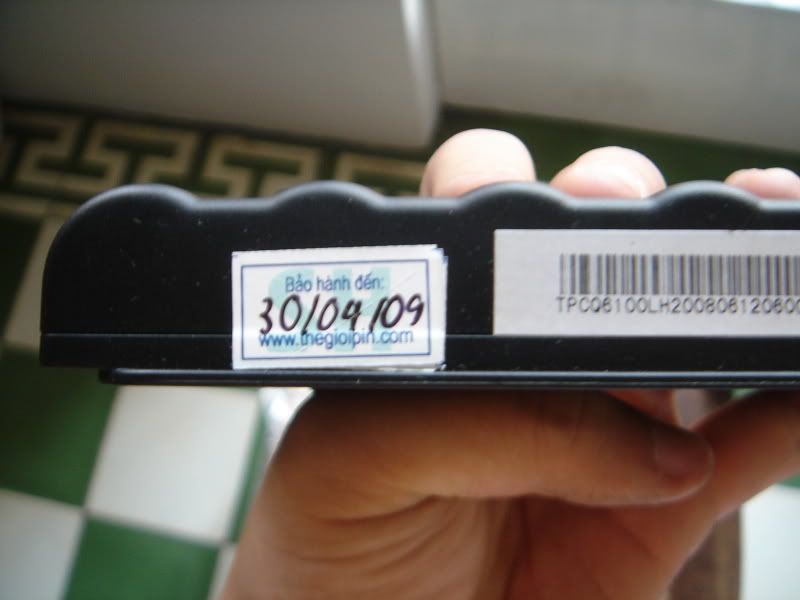 Bảo hành đến:
30/04/09
www.thegioipin.com
TPCQ6100LH200806120600